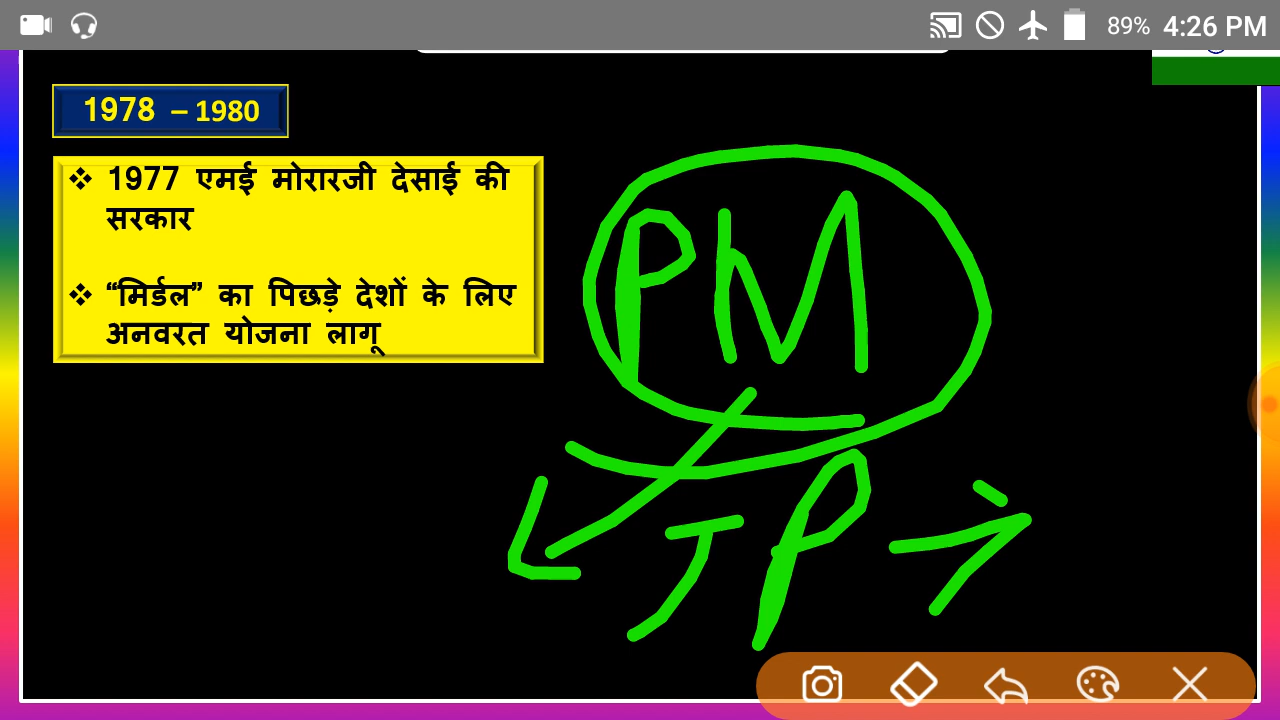 89% 4:26 PM
1978 – 1980
❖ 1977 एमई मोरारजी देसाई की
सरकार
❖ “मिर्डल” का पिछड़े देशों के लिए
अनवरत योजना लागू
PM
JP